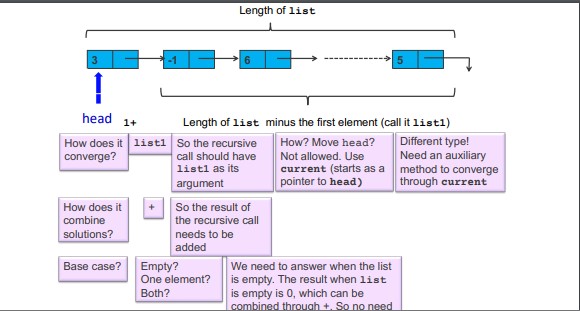 Length of list
3
-1
6
5
head
1+
Length of list minus the first element (call it list1)
How does it
converge?
list1
So the recursive
call should have
list1 as its
argument
How? Move head?
Not allowed. Use
current (starts as a
pointer to head)
Different type!
Need an auxiliary
method to converge
through current
How does it
combine
solutions?
+
So the result of
the recursive call
needs to be
added
Base case?
Empty?
One element?
Both?
We need to answer when the list
is empty. The result when list
is empty is 0, which can be
combined through +. So no need